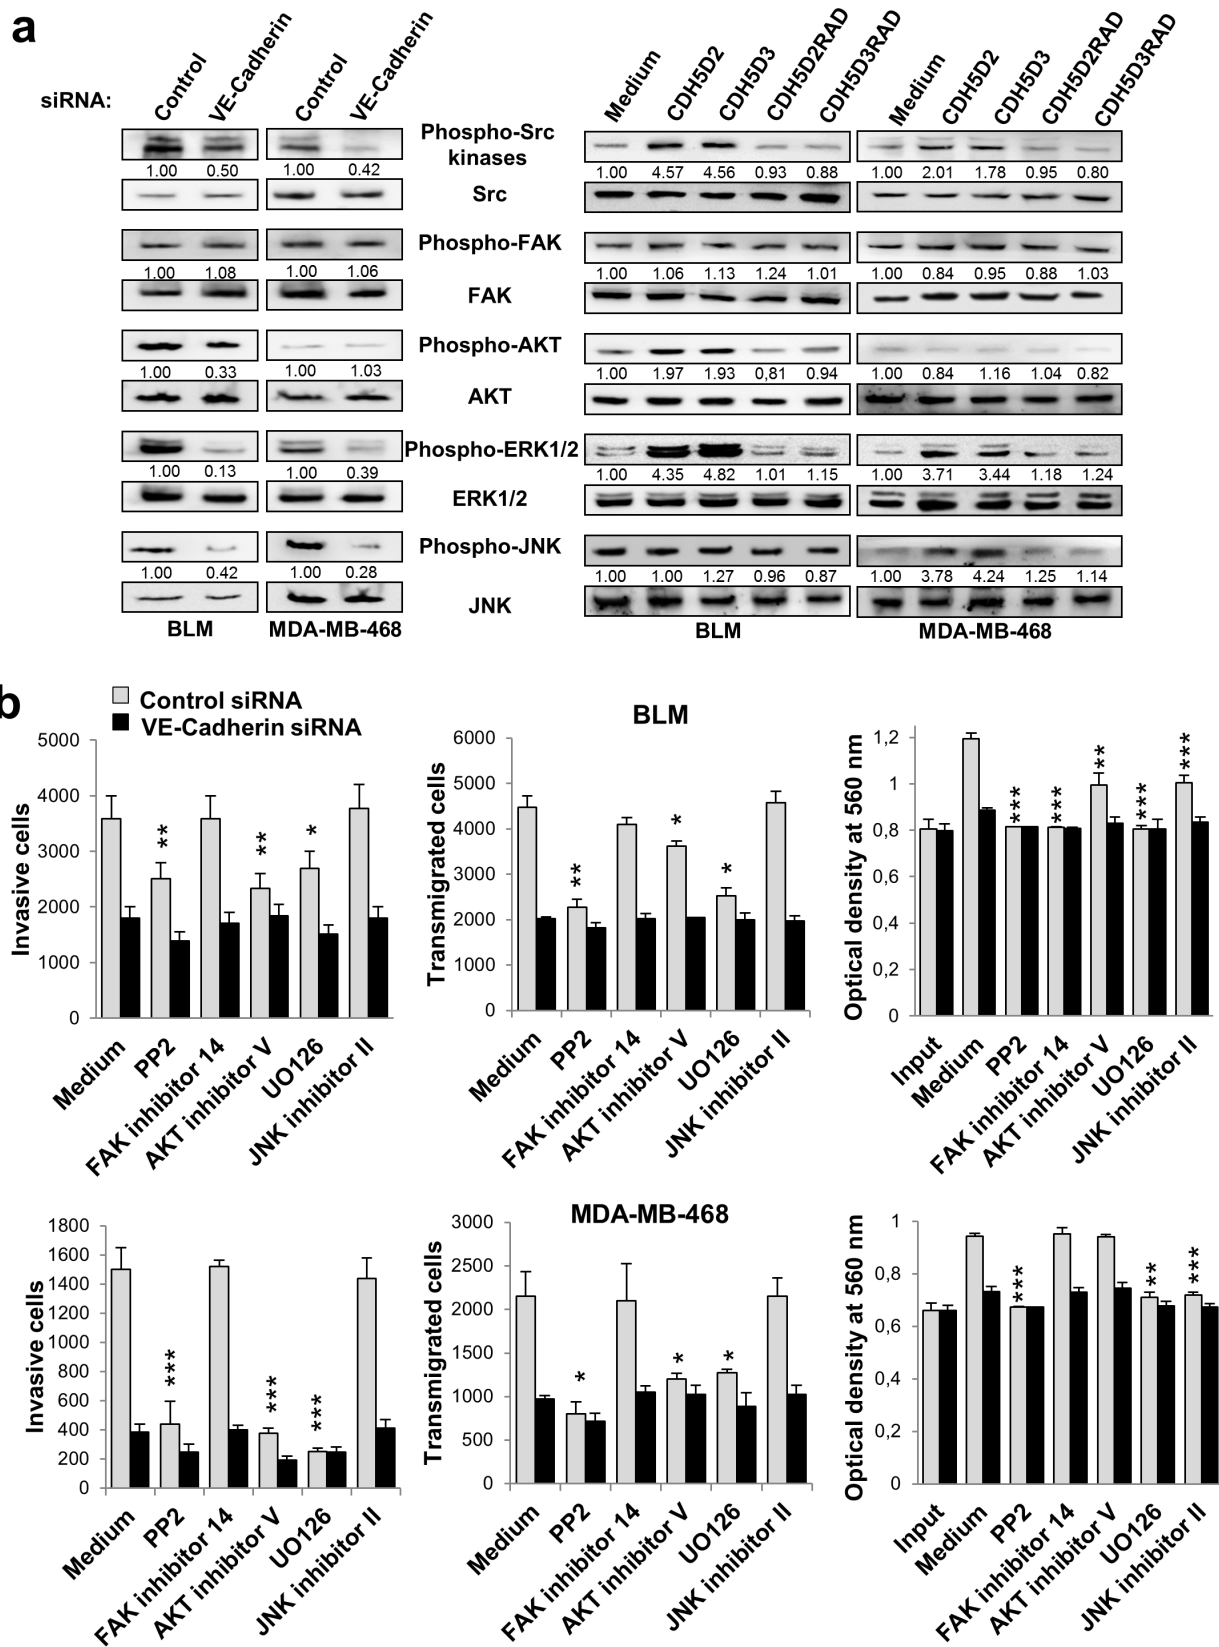 a
siRNA:
Control
VE-Cadherin
Control
VE-Cadherin
Medium
CDH5D2
CDH5D3
CDH5D2RAD
CDH5D3RAD
Medium
CDH5D2
CDH5D3
CDH5D2RAD
CDH5D3RAD
Phospho-Src
kinases
1.00 0.50 1.00 0.42 1.00 4.57 4.56 0.93 0.88 1.00 2.01 1.78 0.95 0.80
Src
Phospho-FAK
1.00 1.08 1.00 1.06 1.00 1.06 1.13 1.24 1.01 1.00 0.84 0.95 0.88 1.03
FAK
Phospho-AKT
1.00 0.33 1.00 1.03 1.00 1.97 1.93 0,81 0.94 1.00 0.84 1.16 1.04 0.82
AKT
Phospho-ERK1/2
1.00 0.13 1.00 0.39 1.00 4.35 4.82 1.01 1.15 1.00 3.71 3.44 1.18 1.24
ERK1/2
Phospho-JNK
1.00 0.42 1.00 0.28 1.00 1.00 1.27 0.96 0.87 1.00 3.78 4.24 1.25 1.14
JNK
BLM MDA-MB-468 BLM MDA-MB-468
b
Control siRNA
VE-Cadherin siRNA
BLM
Invasive cells
5000
4000
3000
2000
1000
0
**
**
*
Medium
PP2
FAK inhibitor 14
AKT inhibitor V
UO126
JNK inhibitor II
Transmigrated cells
6000
5000
4000
3000
2000
1000
0
**
*
*
Medium
PP2
FAK inhibitor 14
AKT inhibitor V
UO126
JNK inhibitor II
Optical density at 560 nm
1,2
1
0,8
0,6
0,4
0,2
0
***
***
**
***
***
Input
Medium
PP2
FAK inhibitor 14
AKT inhibitor V
UO126
JNK inhibitor II
MDA-MB-468
Invasive cells
1800
1600
1400
1200
1000
800
600
400
200
0
***
***
***
Medium
PP2
FAK inhibitor 14
AKT inhibitor V
UO126
JNK inhibitor II
Transmigrated cells
3000
2500
2000
1500
1000
500
0
*
*
*
Medium
PP2
FAK inhibitor 14
AKT inhibitor V
UO126
JNK inhibitor II
Optical density at 560 nm
1
0,8
0,6
0,4
0,2
0
***
**
***
Input
Medium
PP2
FAK inhibitor 14
AKT inhibitor V
UO126
JNK inhibitor II